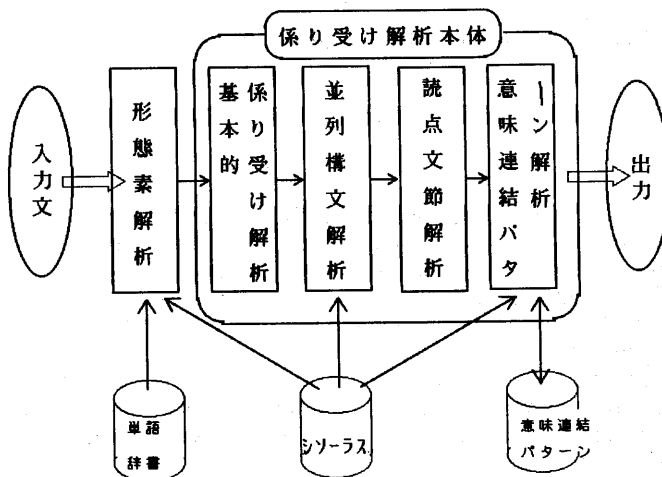 係り受け解析本体
入力文
形態素解析
係り受け解析
基本的
並列構文解析
読点文節解析
ーン解析
意味連結パタ
出力
単語
辞書
シソーラス
意味連結
パターン